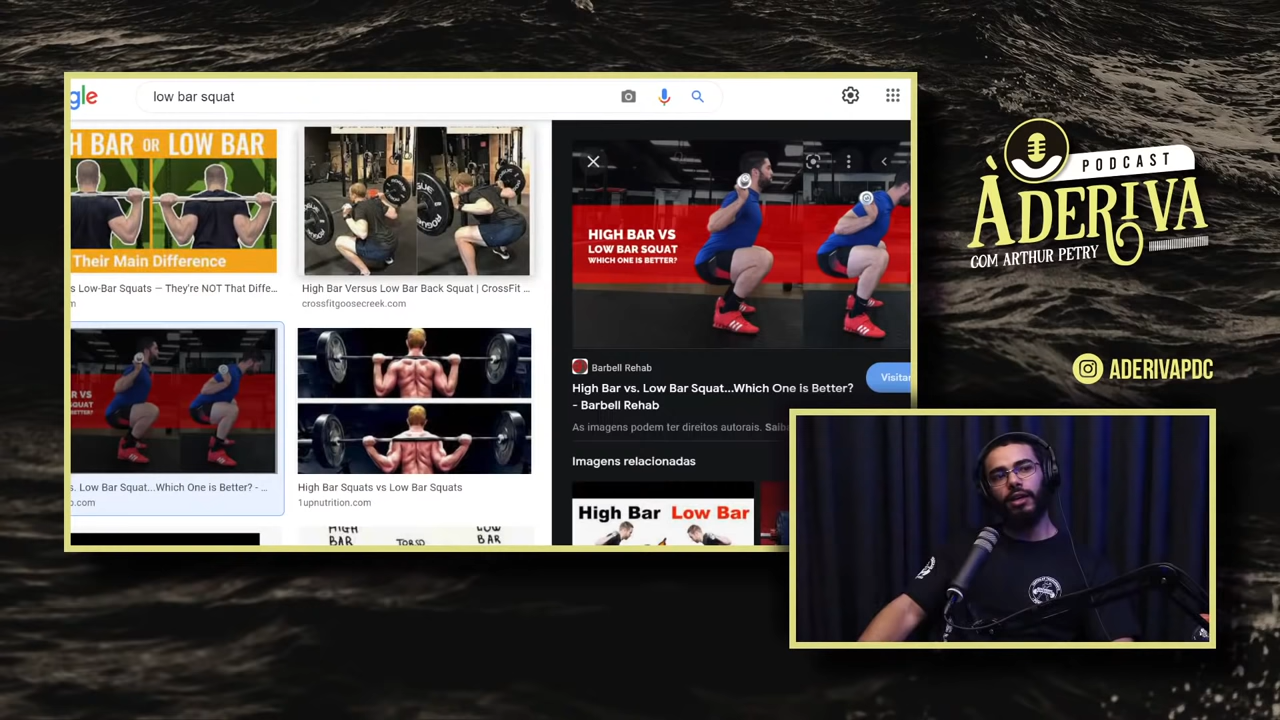 gle
low bar squat
H BAR OR LOW BAR
Their Main Difference
s Low-Bar Squats — They're NOT That Diffe...
m
High Bar Versus Low Bar Back Squat | CrossFit ...
crossfitgoosecreek.com
HIGH BAR VS
LOW BAR SQUAT
WHICH ONE IS BETTER?
R VS
SQUAT
BETTER?
s. Low Bar Squat...Which One is Better? - ...
o.com
High Bar Squats vs Low Bar Squats
1upnutrition.com
HIGH
BAR
TORSO
LOW
BAR
Barbell Rehab
High Bar vs. Low Bar Squat...Which One is Better?
- Barbell Rehab
Visitar
As imagens podem ter direitos autorais. Saib
Imagens relacionadas
High Bar Low Bar
PODCAST
À DERIVA
COM ARTHUR PETRY
ADERIVAPDC